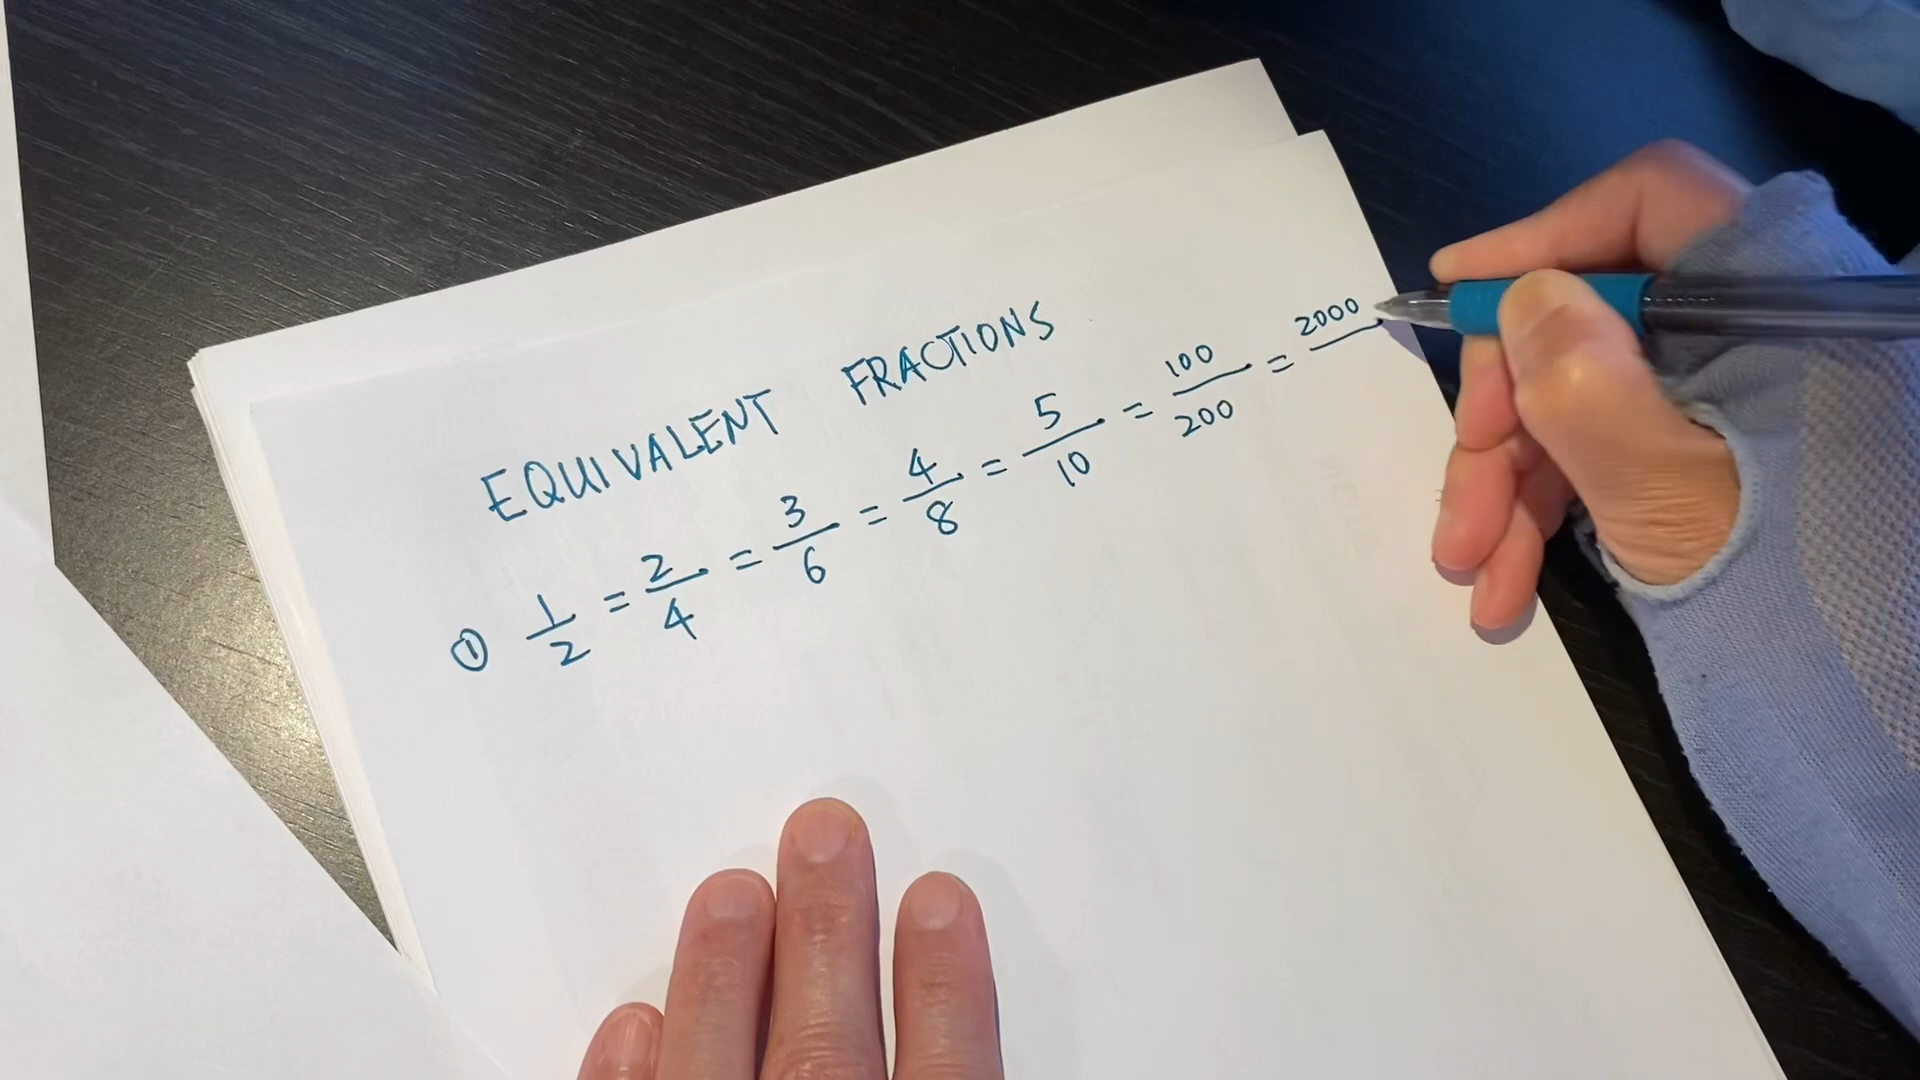 EQUIVALENT FRACTIONS
① 1/2 = 2/4 = 3/6 = 4/8 = 5/10 = 100/200 = 2000/